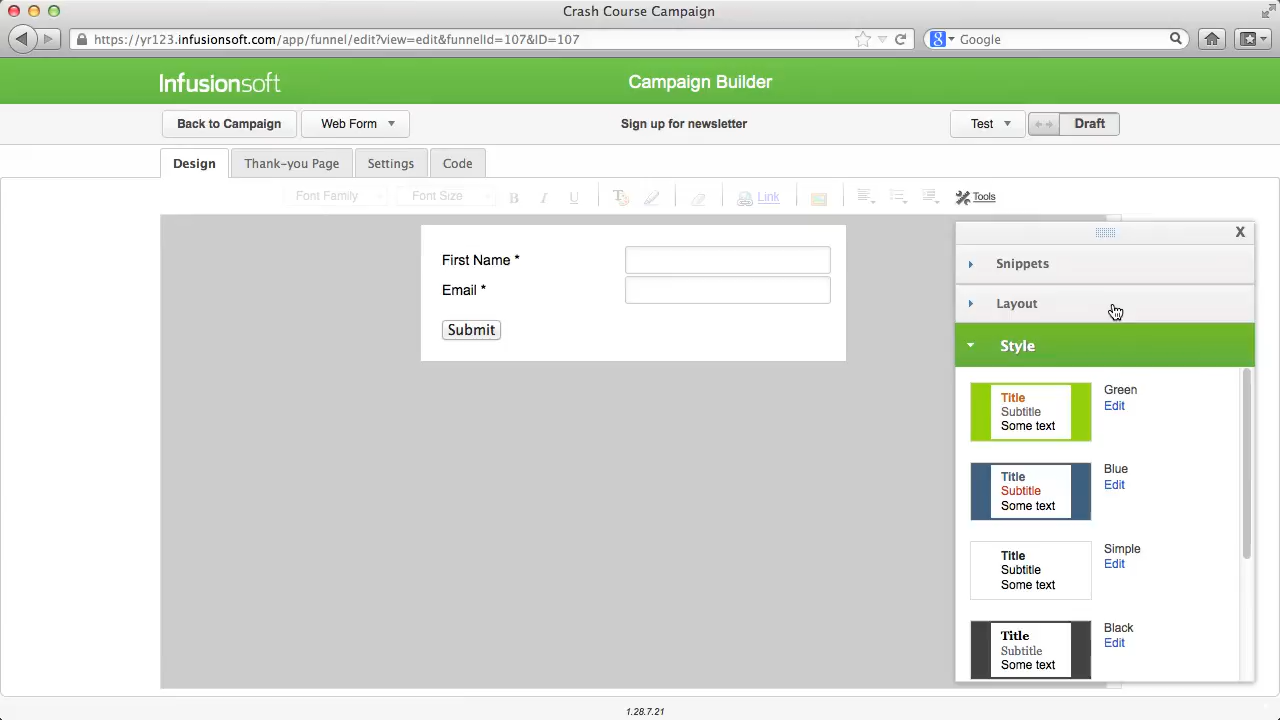 Crash Course Campaign
https://yr123.infusionsoft.com/app/funnel/edit?view=edit&funnelId=107&ID=107
Google
Infusionsoft
Campaign Builder
Back to Campaign
Web Form
Sign up for newsletter
Test
Draft
Design
Thank-you Page
Settings
Code
Font Family
Font Size
B
I
U
Link
Tools
X
First Name *
Email *
Submit
Snippets
Layout
Style
Title
Subtitle
Some text
Green
Edit
Title
Subtitle
Some text
Blue
Edit
Title
Subtitle
Some text
Simple
Edit
Title
Subtitle
Some text
Black
Edit
1.28.7.21